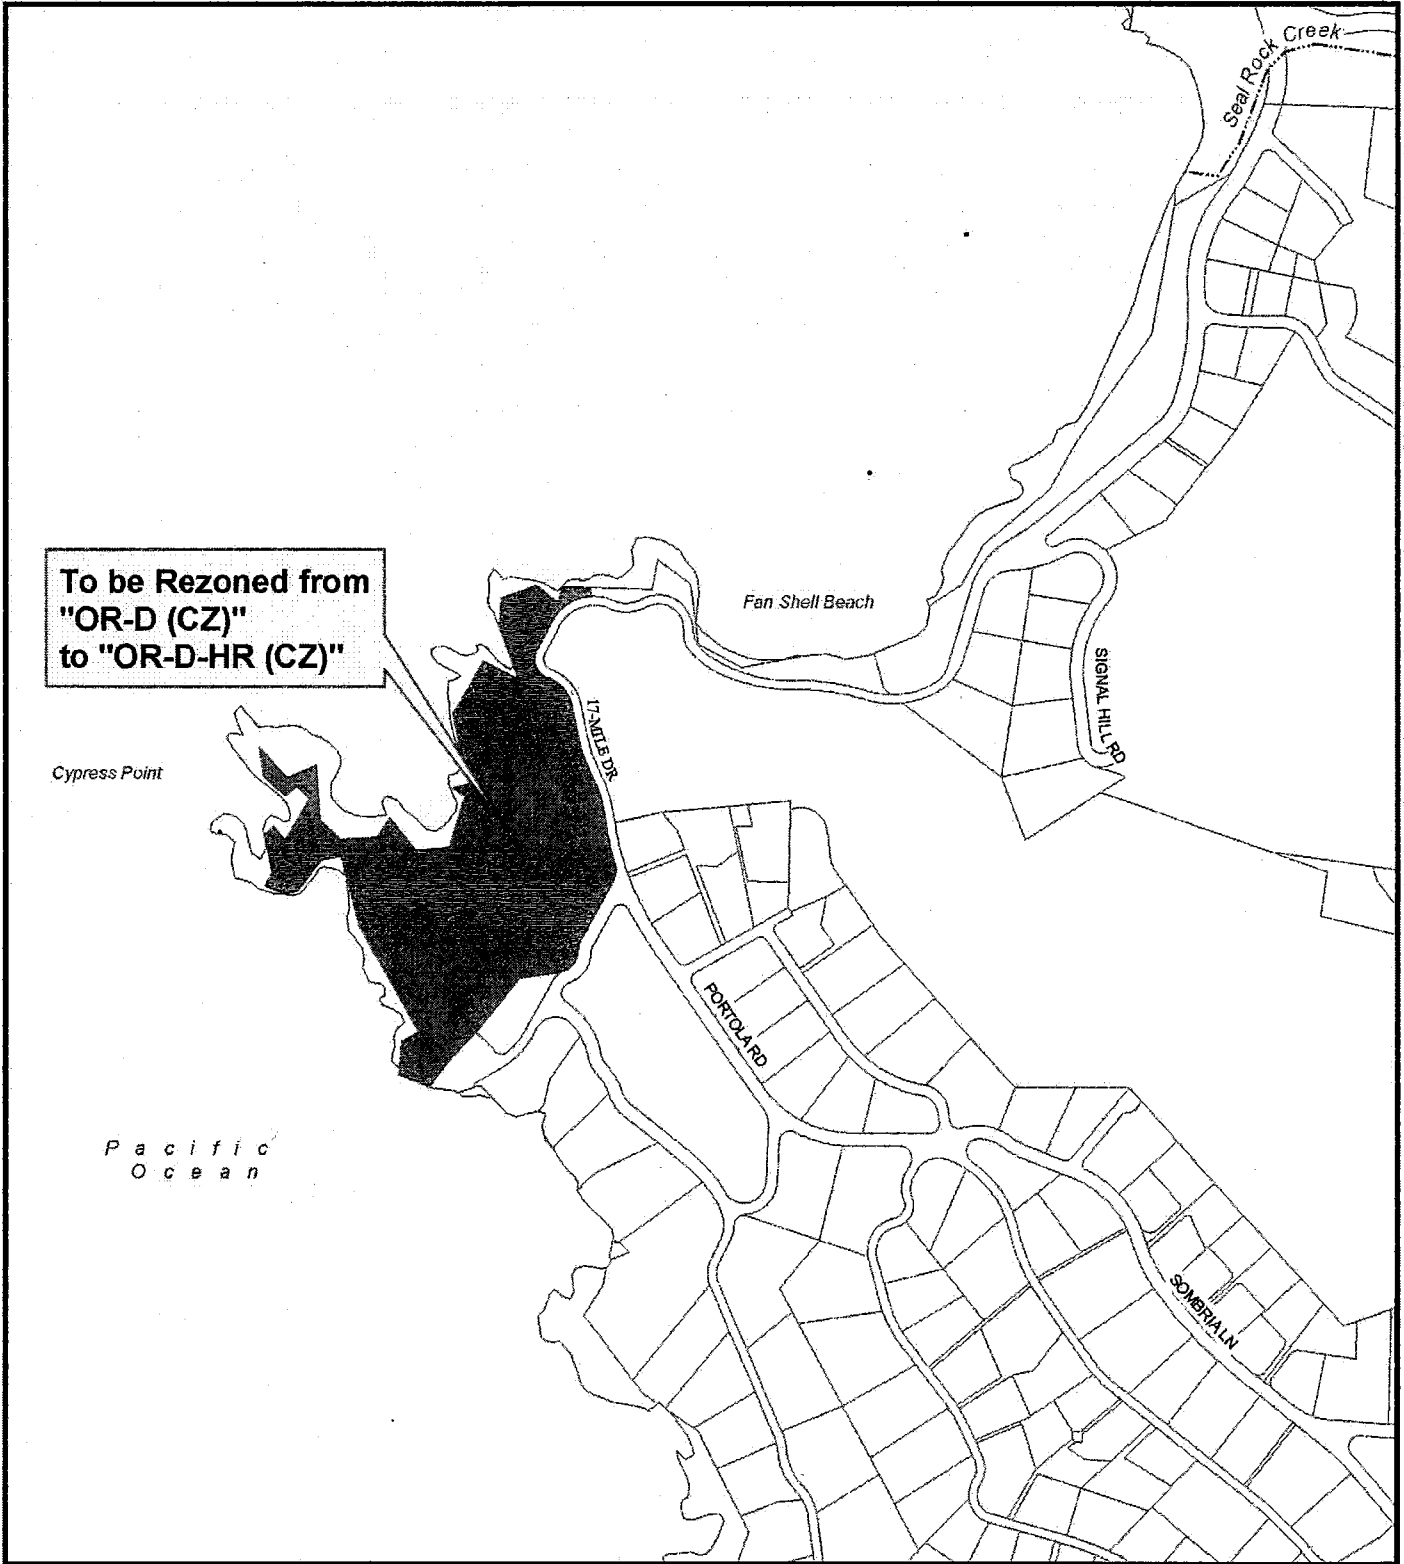 Seal Rock Creek
To be Rezoned from
"OR-D (CZ)"
to "OR-D-HR (CZ)"
Fan Shell Beach
SIGNAL HILL RD
17-MILE DR
Cypress Point
PORTOLA RD
Pacific
Ocean
SOMBRIA LN